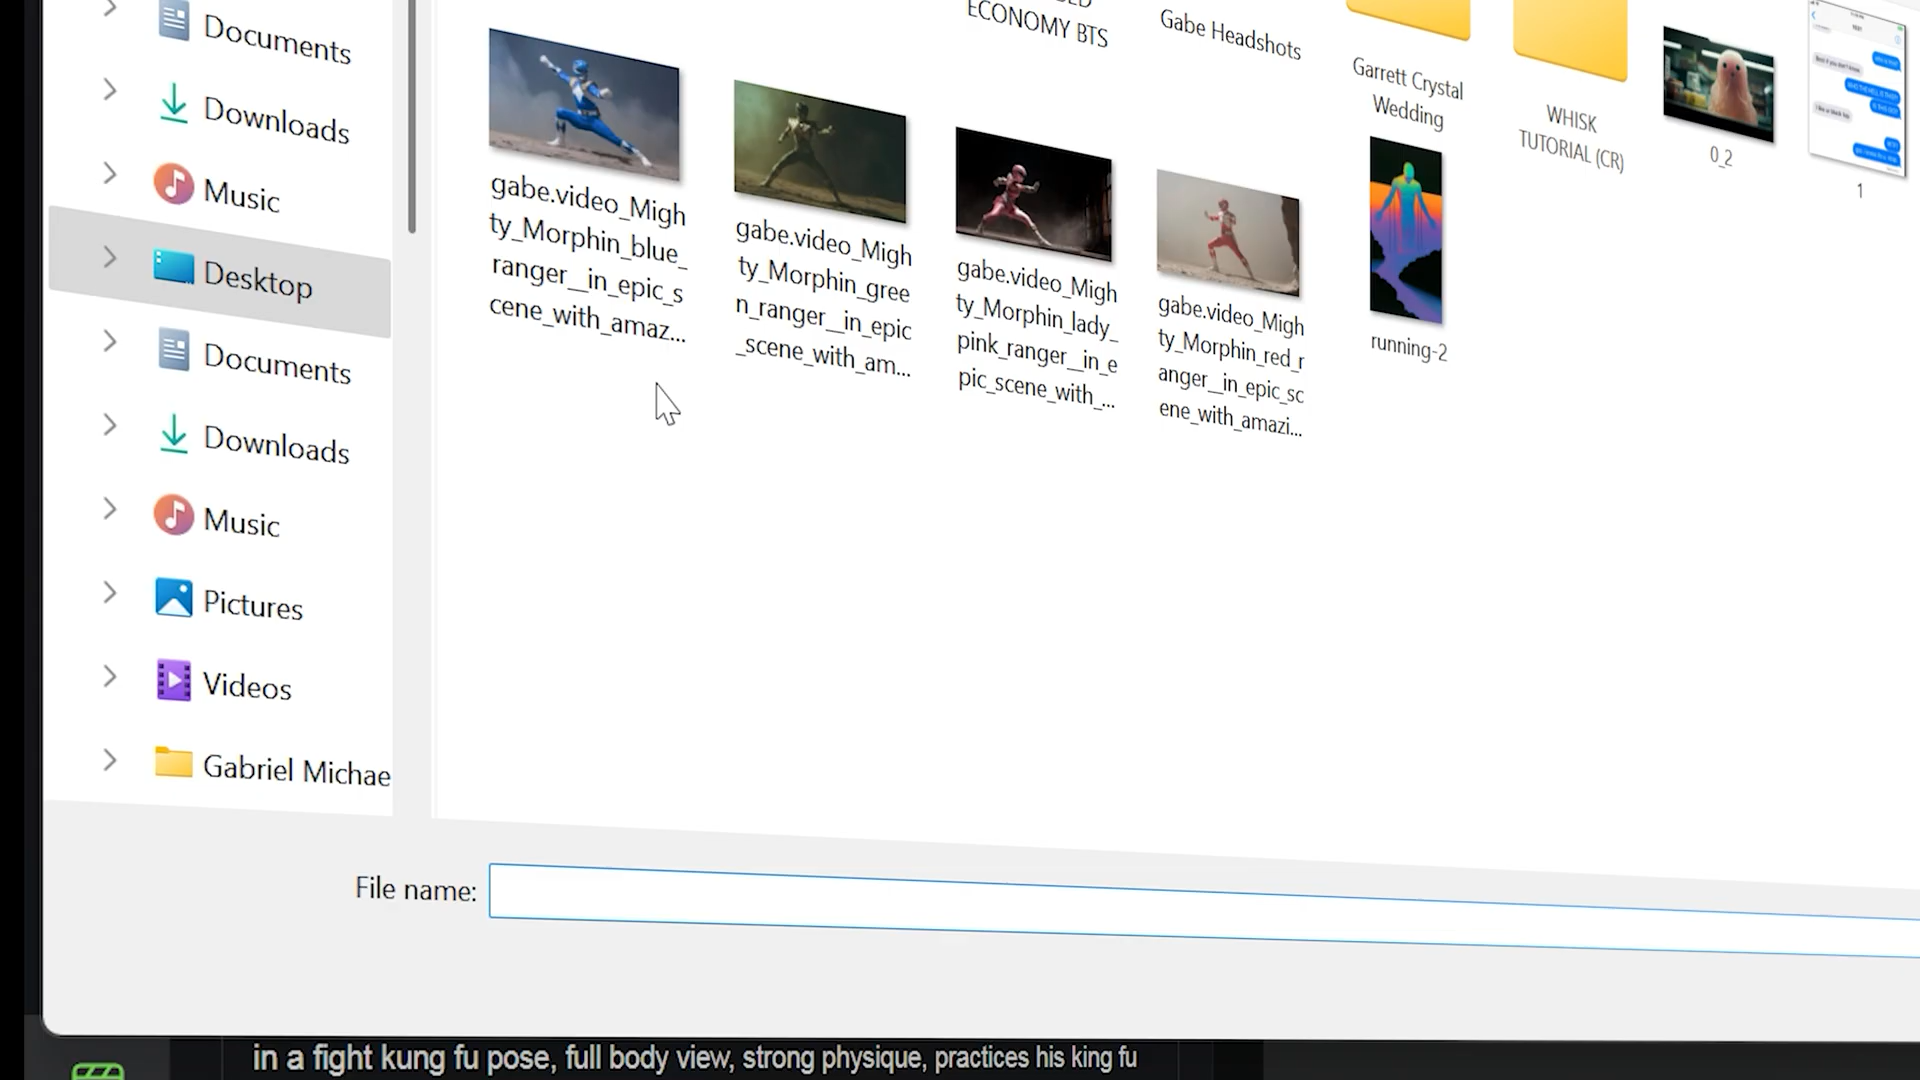 Documents
Downloads
Music
Desktop
Documents
Downloads
Music
Pictures
Videos
Gabriel Michae
ECONOMY BTS
Gabe Headshots
Garrett Crystal
Wedding
WHISK
TUTORIAL (CR)
0_2
1
gabe.video_Migh
ty_Morphin_blue_
ranger__in_epic_s
cene_with_amaz...
gabe.video_Migh
ty_Morphin_gree
n_ranger__in_epic
_scene_with_am...
gabe.video_Migh
ty_Morphin_lady_
pink_ranger__in_e
pic_scene_with_...
gabe.video_Migh
ty_Morphin_red_r
anger__in_epic_sc
ene_with_amazi...
running-2
File name:
in a fight kung fu pose, full body view, strong physique, practices his king fu